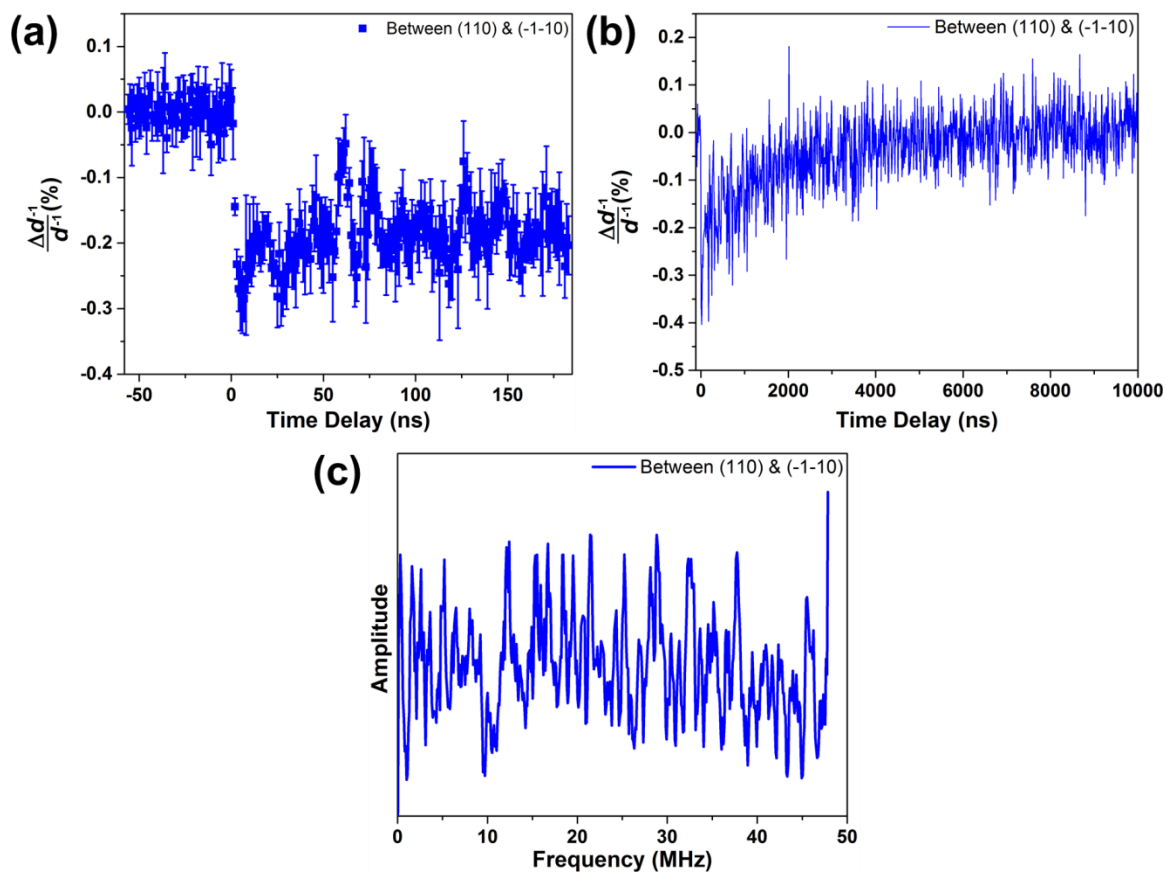 (a)
Between (110) & (-1-10)
0.1
0.0
-0.1
-0.2
-0.3
-0.4
Δd⁻¹/d⁻¹(%)
-50 0 50 100 150
Time Delay (ns)
(b)
Between (110) & (-1-10)
0.2
0.1
0.0
-0.1
-0.2
-0.3
-0.4
-0.5
Δd⁻¹/d⁻¹(%)
0 2000 4000 6000 8000 10000
Time Delay (ns)
(c)
Between (110) & (-1-10)
Amplitude
0 10 20 30 40 50
Frequency (MHz)